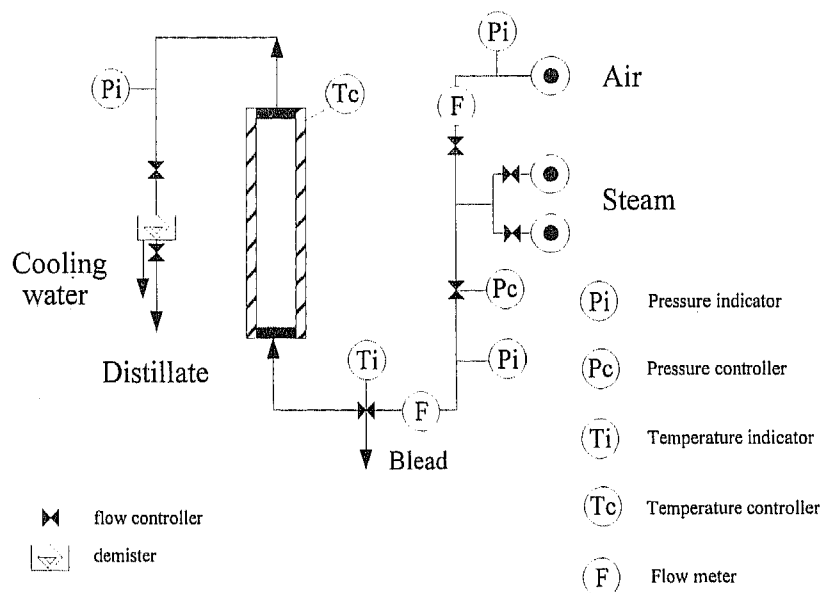 Pi
Air
Pi
Tc
F
Steam
Cooling
water
Pc
Pi Pressure indicator
Distillate
Ti
Pi
Pc Pressure controller
F
Blead
Ti Temperature indicator
flow controller
Tc Temperature controller
demister
F Flow meter